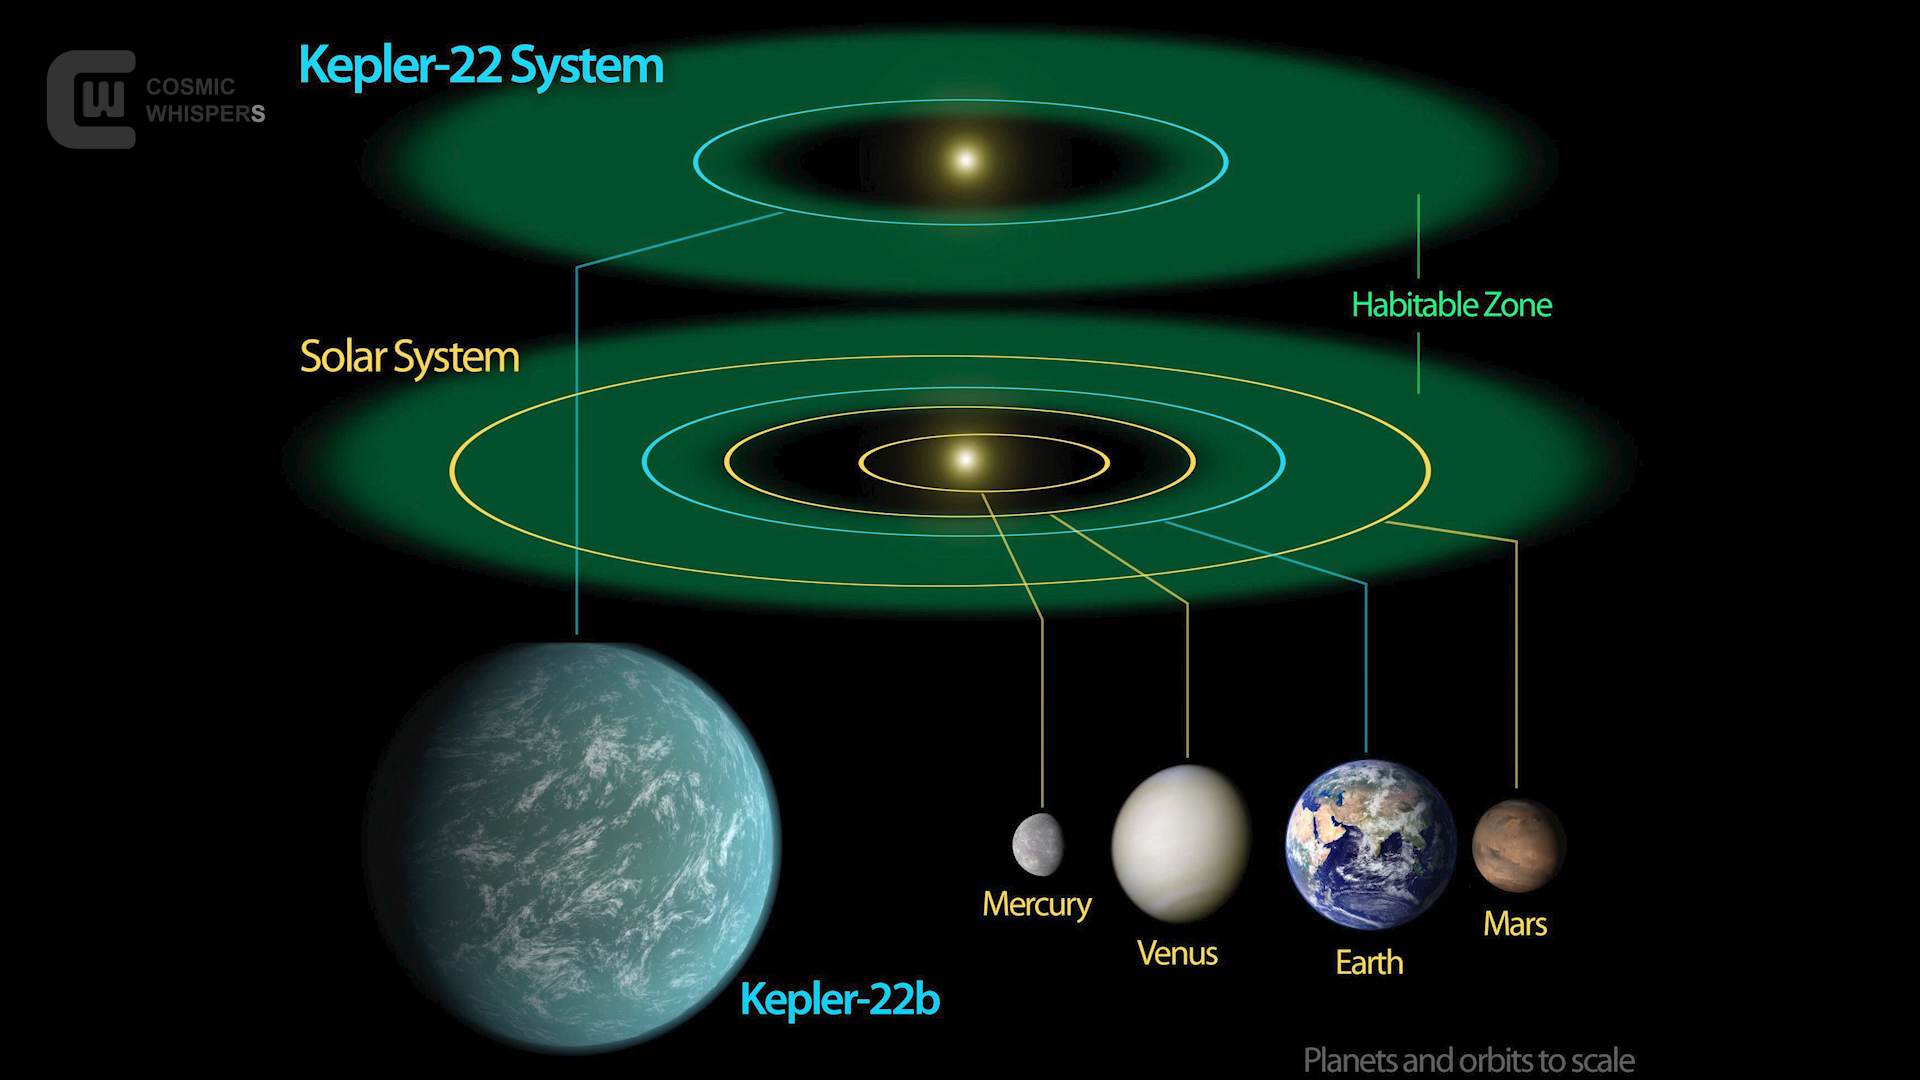 Kepler-22 System
CW
COSMIC
WHISPERS
Habitable Zone
Solar System
Mercury
Venus
Earth
Mars
Kepler-22b
Planets and orbits to scale